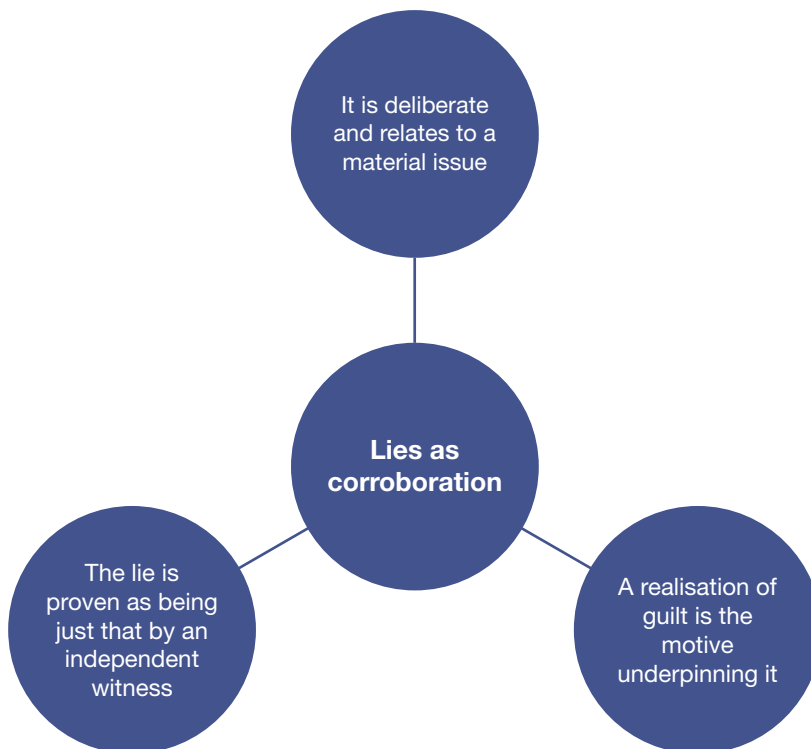 It is deliberate
and relates to a
material issue
Lies as
corroboration
The lie is
proven as being
just that by an
independent
witness
A realisation of
guilt is the
motive
underpinning it